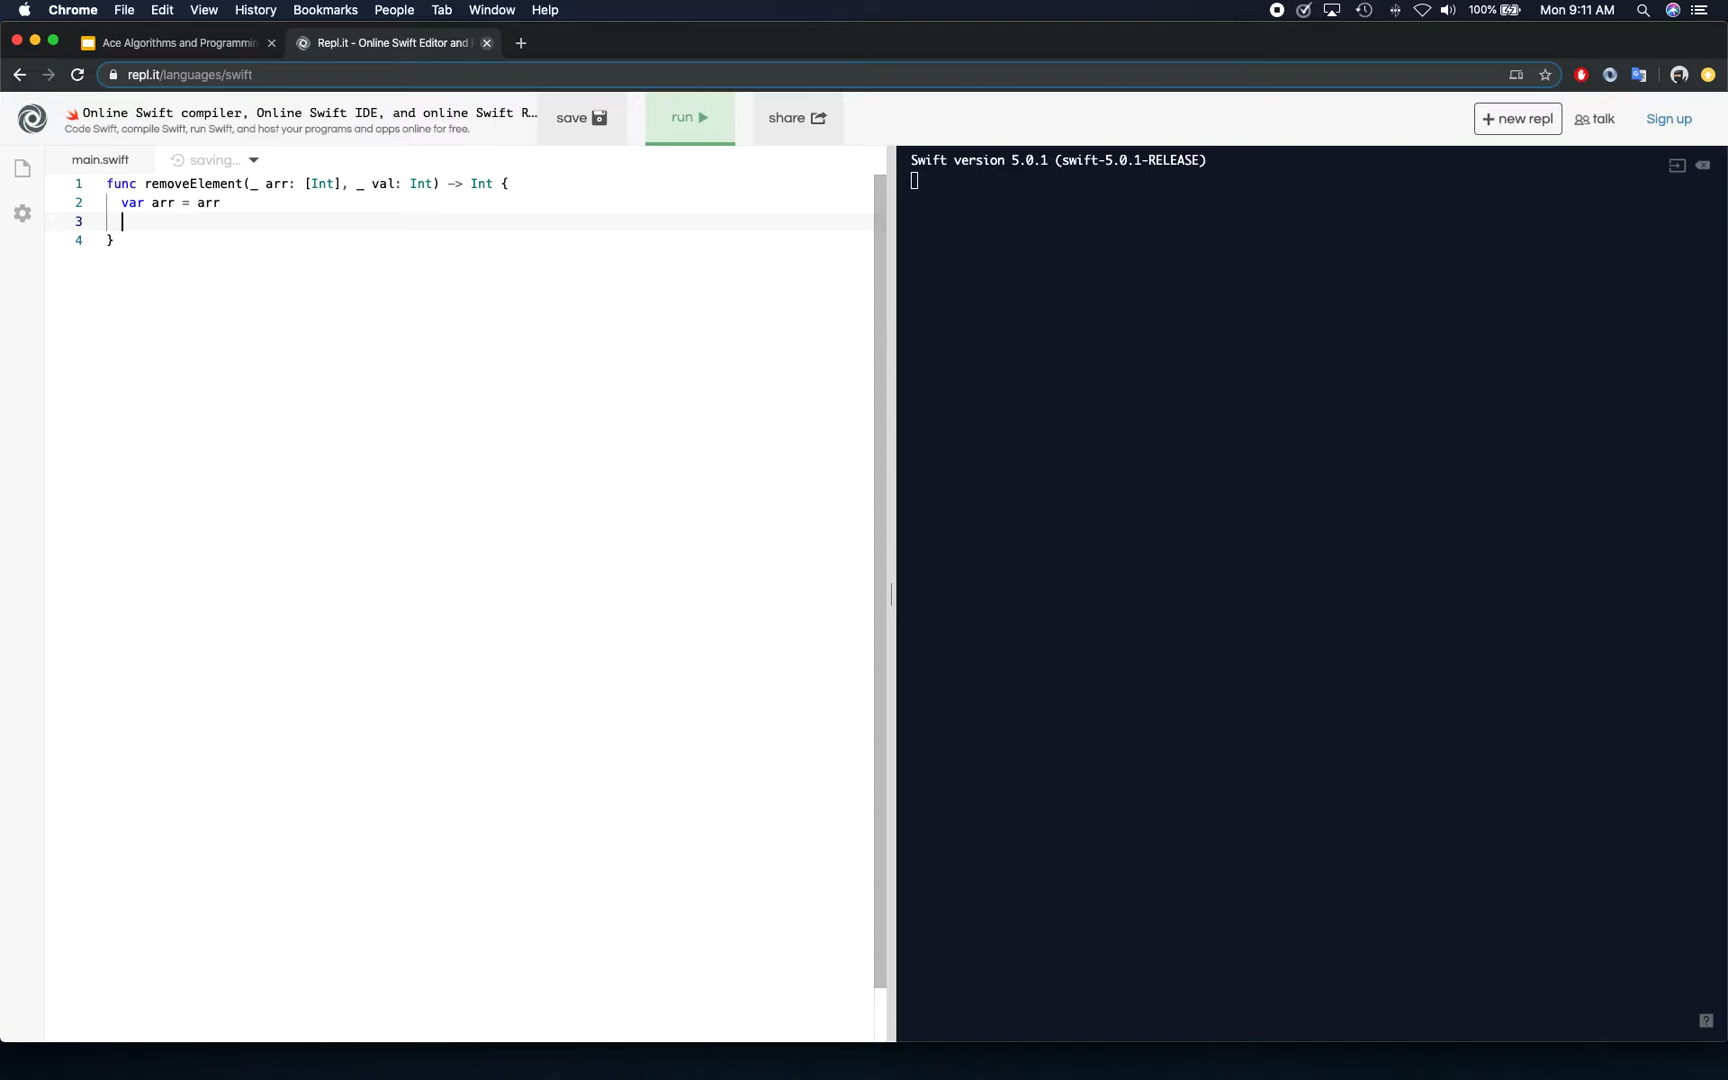 Chrome File Edit View History Bookmarks People Tab Window Help 100% Mon 9:11 AM
Ace Algorithms and Programmin Repl.it - Online Swift Editor and
repl.it/languages/swift
Online Swift compiler, Online Swift IDE, and online Swift R... save run share + new repl talk Sign up
Code Swift, compile Swift, run Swift, and host your programs and apps online for free.
main.swift saving...
Swift version 5.0.1 (swift-5.0.1-RELEASE)
1 func removeElement(_ arr: [Int], _ val: Int) -> Int {
2 var arr = arr
3
4 }
?